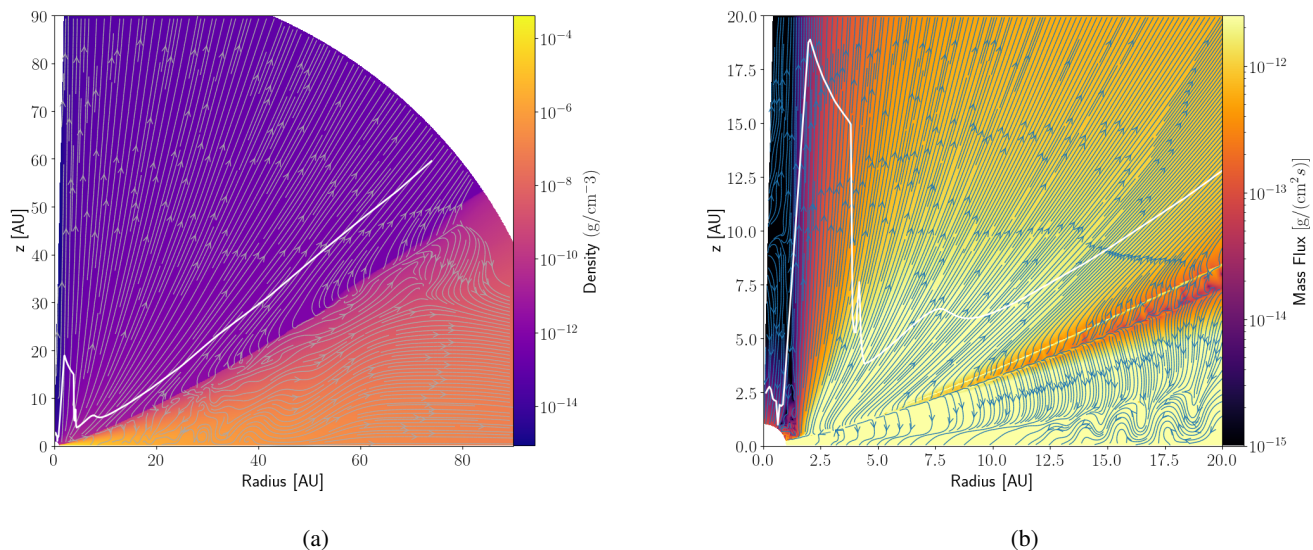 90
80
70
60
50
40
30
20
10
0
z [AU]
0 20 40 60 80
Radius [AU]
10^{-4}
10^{-6}
10^{-8}
10^{-10}
10^{-12}
10^{-14}
Density (g/cm−3)
(a)
20.0
17.5
15.0
12.5
10.0
7.5
5.0
2.5
0.0
z [AU]
0.0 2.5 5.0 7.5 10.0 12.5 15.0 17.5 20.0
Radius [AU]
10^{-12}
10^{-13}
10^{-14}
10^{-15}
Mass Flux [g/(cm² s)]
(b)